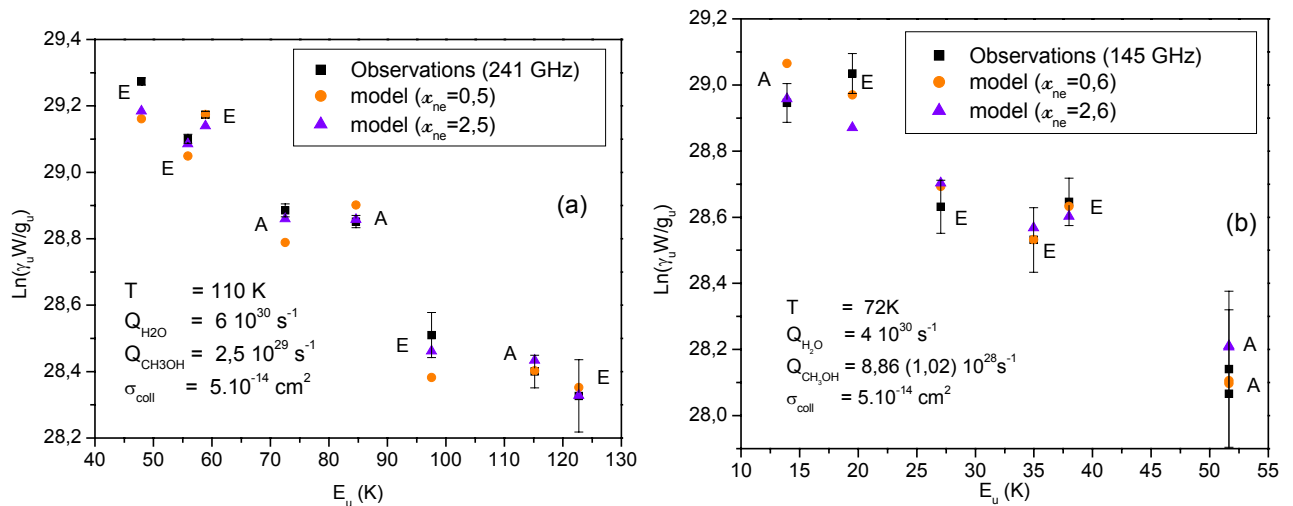 29,4
29,2
29,0
28,8
28,6
28,4
28,2
Ln(γuW/gu)
40 50 60 70 80 90 100 110 120 130
Eu (K)
Observations (241 GHz)
model (xne=0,5)
model (xne=2,5)
E
E
E
A
A
E
A
E
(a)
T = 110 K
QH2O = 6 10^30 s^-1
QCH3OH = 2,5 10^29 s^-1
σcoll = 5.10^-14 cm^2
29,2
29,0
28,8
28,6
28,4
28,2
28,0
Ln(γuW/gu)
10 15 20 25 30 35 40 45 50 55
Eu (K)
Observations (145 GHz)
model (xne=0,6)
model (xne=2,6)
A
E
E
E
E
A
A
(b)
T = 72K
QH2O = 4 10^30 s^-1
QCH3OH = 8,86 (1,02) 10^28 s^-1
σcoll = 5.10^-14 cm^2